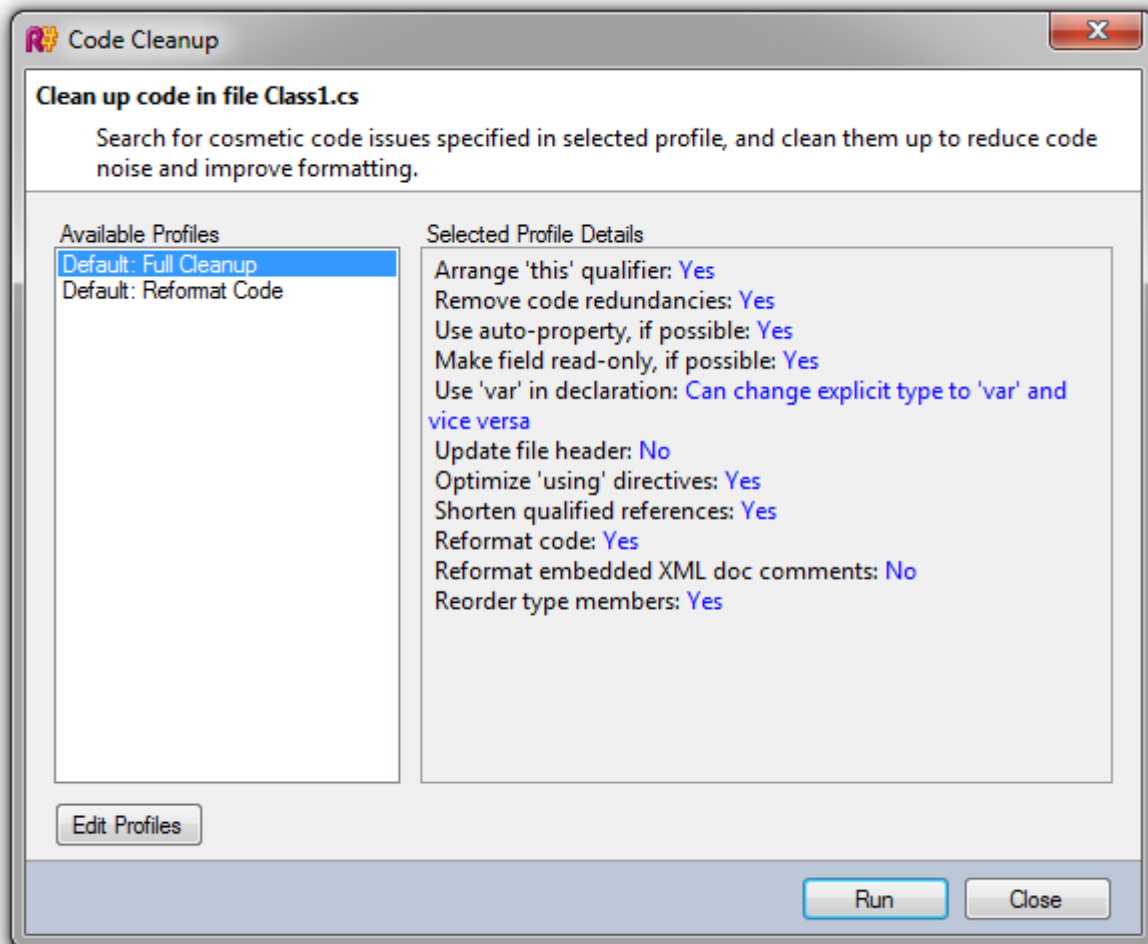 R# Code Cleanup
X
Clean up code in file Class1.cs
Search for cosmetic code issues specified in selected profile, and clean them up to reduce code
noise and improve formatting.
Available Profiles
Default: Full Cleanup
Default: Reformat Code
Selected Profile Details
Arrange 'this' qualifier: Yes
Remove code redundancies: Yes
Use auto-property, if possible: Yes
Make field read-only, if possible: Yes
Use 'var' in declaration: Can change explicit type to 'var' and
vice versa
Update file header: No
Optimize 'using' directives: Yes
Shorten qualified references: Yes
Reformat code: Yes
Reformat embedded XML doc comments: No
Reorder type members: Yes
Edit Profiles
Run
Close